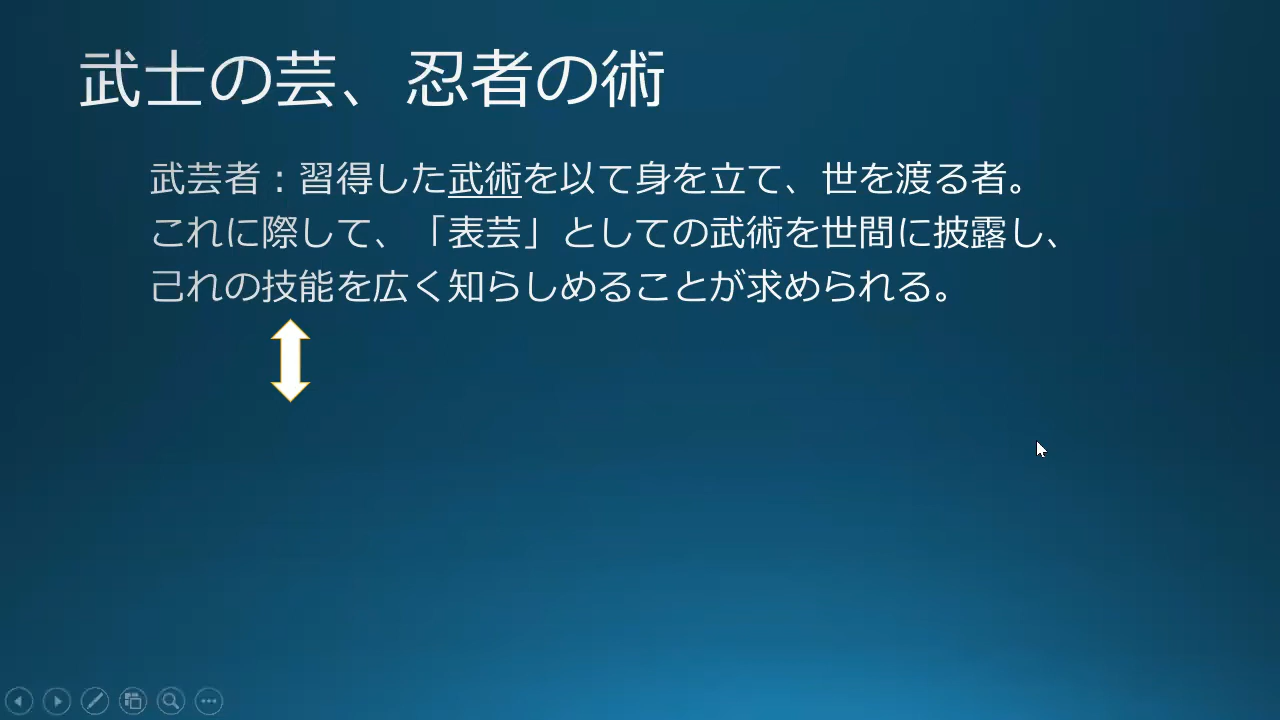 武士の芸、忍者の術
武芸者：習得した武術を以て身を立て、世を渡る者。
これに際して、「表芸」としての武術を世間に披露し、
己れの技能を広く知らしめることが求められる。